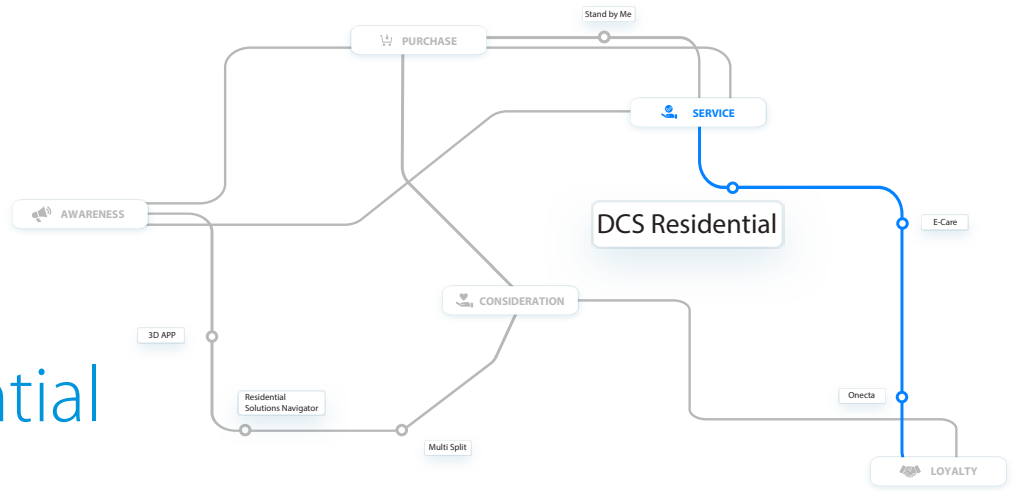 Stand by Me
PURCHASE
SERVICE
AWARENESS
DCS Residential
E-Care
CONSIDERATION
3D APP
ntial
Residential
Solutions Navigator
Onecta
Multi Split
LOYALTY